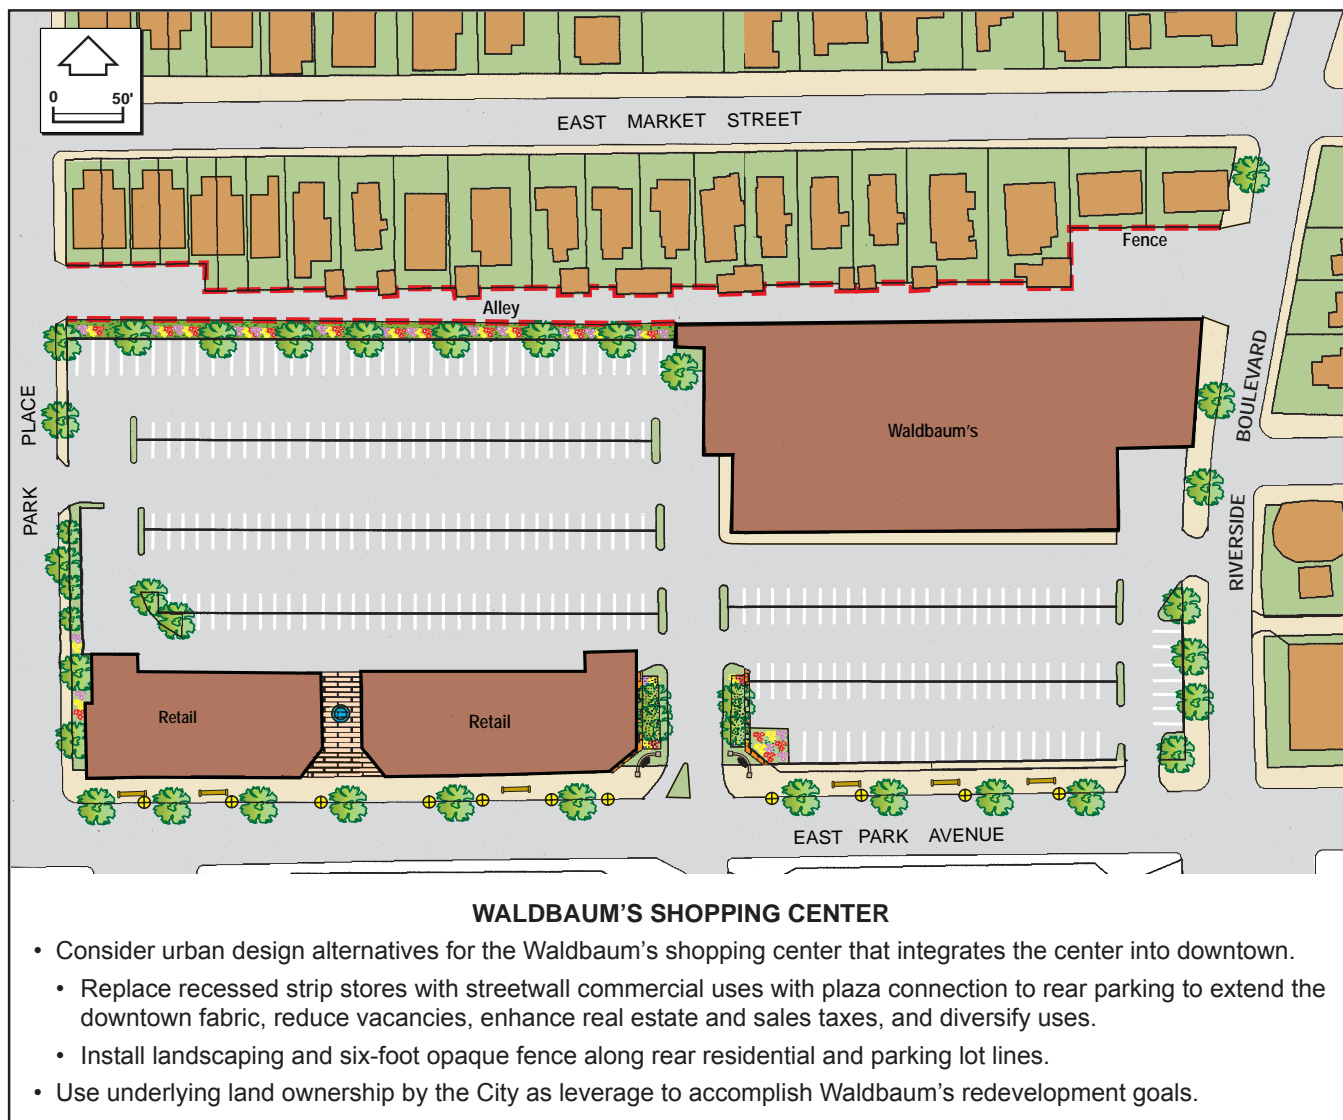 0 50'
EAST MARKET STREET
Fence
Alley
PARK PLACE
Waldbaum's
RIVERSIDE BOULEVARD
Retail
Retail
EAST PARK AVENUE
WALDBAUM'S SHOPPING CENTER
• Consider urban design alternatives for the Waldbaum's shopping center that integrates the center into downtown.
• Replace recessed strip stores with streetwall commercial uses with plaza connection to rear parking to extend the
downtown fabric, reduce vacancies, enhance real estate and sales taxes, and diversify uses.
• Install landscaping and six-foot opaque fence along rear residential and parking lot lines.
• Use underlying land ownership by the City as leverage to accomplish Waldbaum's redevelopment goals.